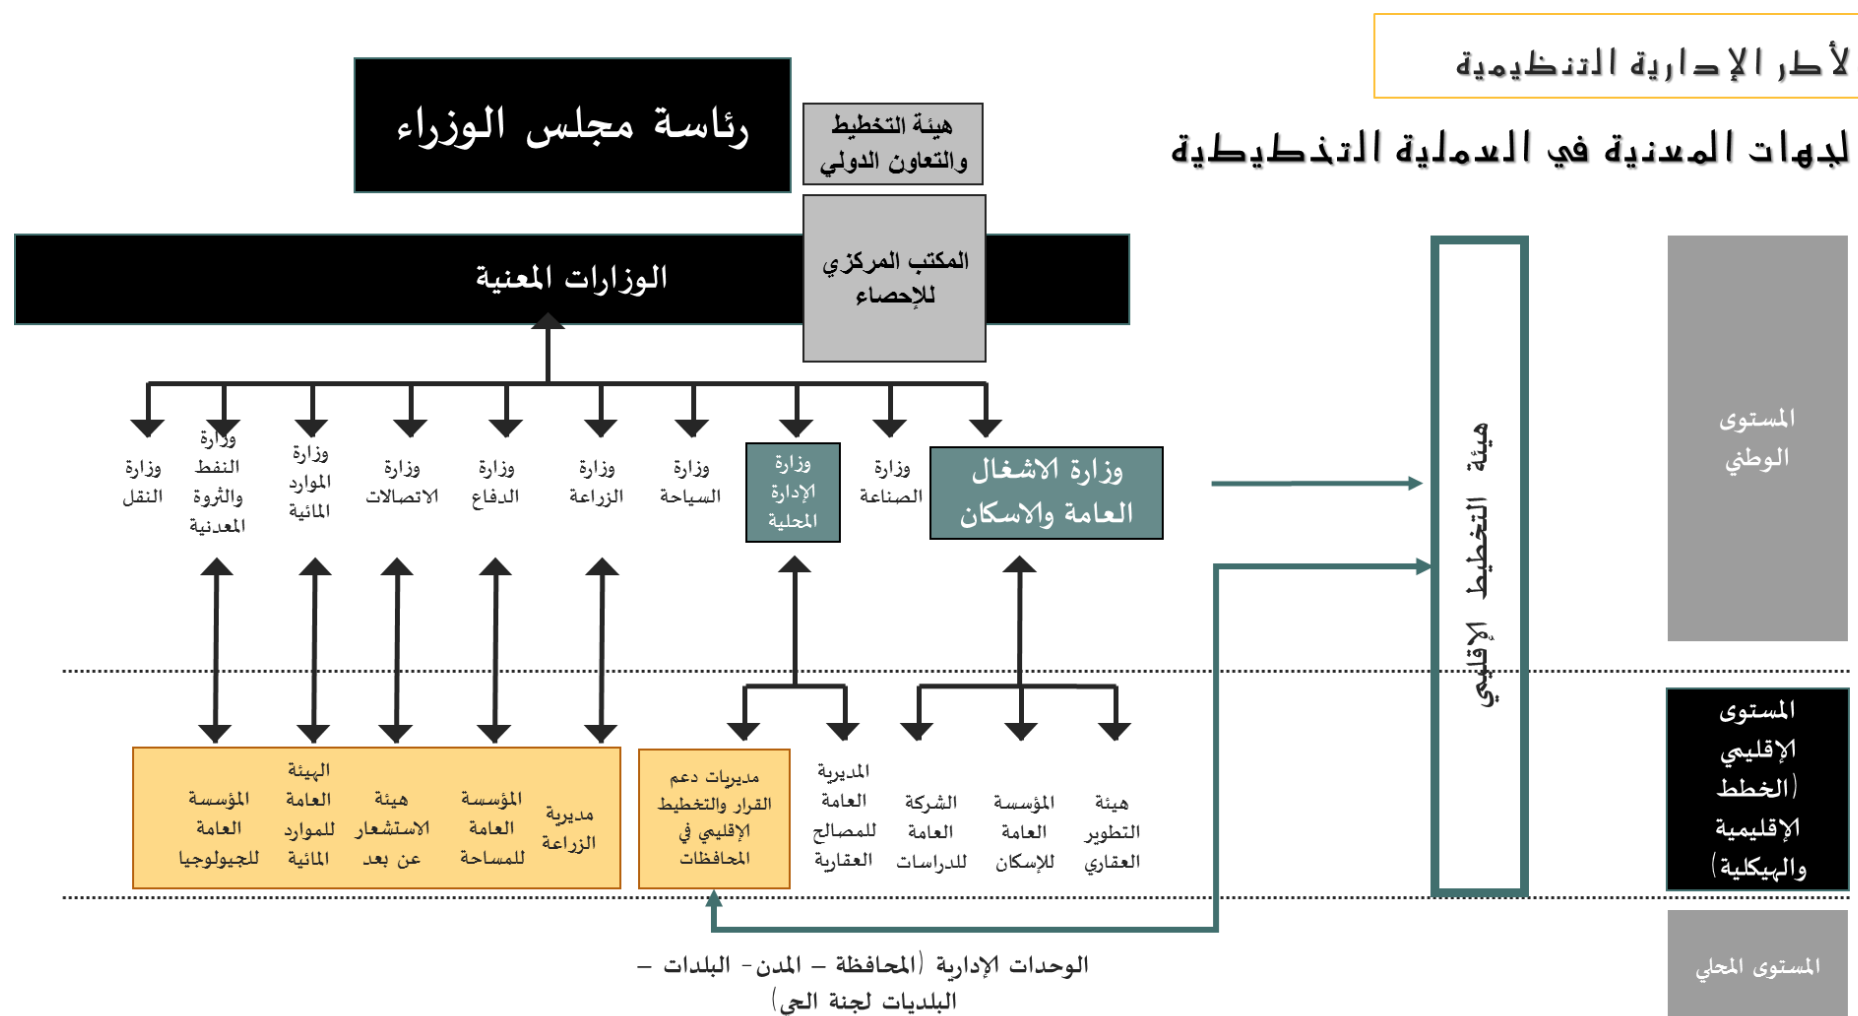 لأطر الإدارية التنظيمية
لجهات المعنية في العملية التخطيطية
رئاسة مجلس الوزراء
هيئة التخطيط
والتعاون الدولي
المكتب المركزي
للإحصاء
الوزارات المعنية
وزارة الاشغال
العامة والاسكان
وزارة
الصناعة
وزارة
الإدارة
المحلية
وزارة
السياحة
وزارة
الزراعة
وزارة
الدفاع
وزارة
الاتصالات
وزارة
الموارد
المائية
وزارة
النفط
والثروة
المعدنية
وزارة
النقل
هيئة التخطيط الإقليمي
المستوى
الوطني
المستوى
الإقليمي
(الخطط
الإقليمية
والهيكلية)
هيئة
التطوير
العقاري
المؤسسة
العامة
للإسكان
الشركة
العامة
للدراسات
المديرية
العامة
للمصالح
العقارية
مديريات دعم
القرار والتخطيط
الإقليمي في
المحافظات
مديرية
الزراعة
المؤسسة
العامة
للمساحة
هيئة
الاستشعار
عن بعد
الهيئة
العامة
للموارد
المائية
المؤسسة
العامة
للجيولوجيا
المستوى المحلي
الوحدات الإدارية (المحافظة – المدن- البلدات –
البلديات لجنة الحي)